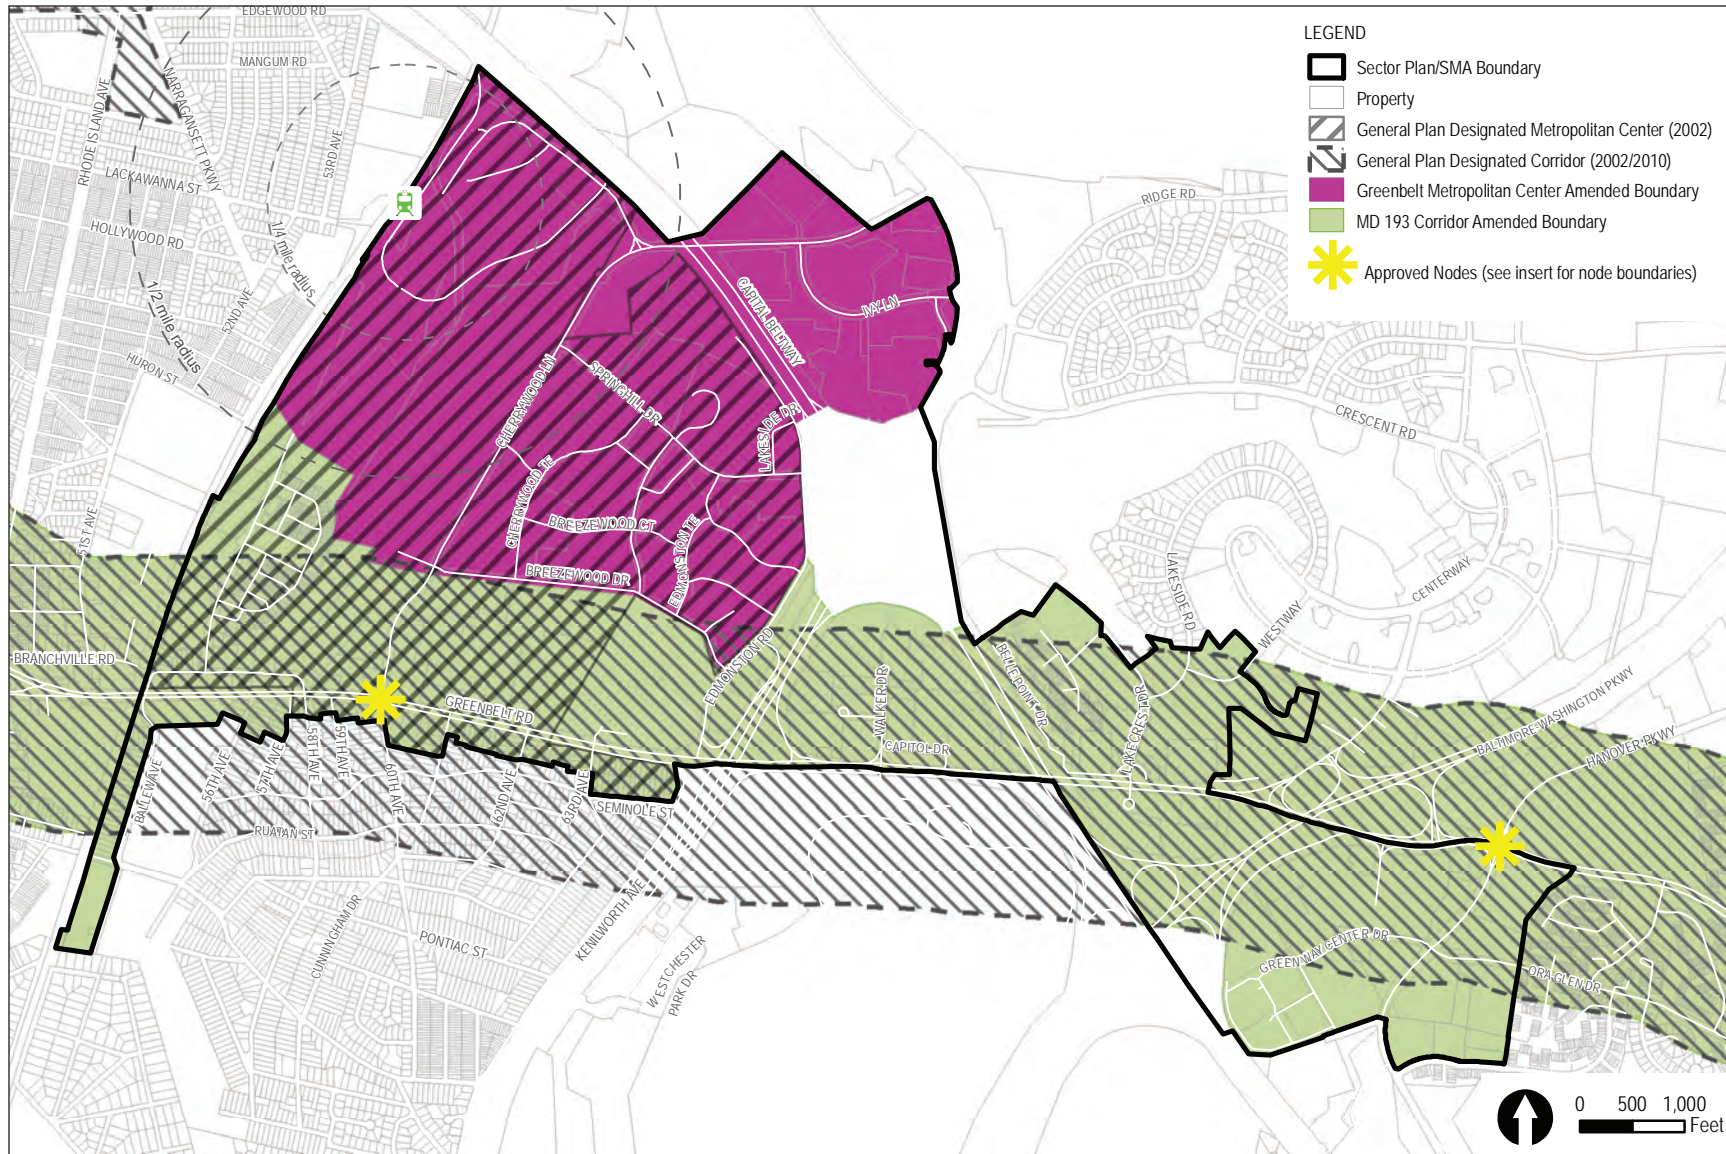 EDGEWOOD RD
MANGUM RD
RHODE ISLAND AVE
NARRAGANSETT PKWY
53RD AVE
LACKAWANNA ST
HOLLYWOOD RD
1/4 mile radius
1/2 mile radius
52ND AVE
HURON ST
51ST AVE
BRANCHVILLE RD
LEGEND
Sector Plan/SMA Boundary
Property
General Plan Designated Metropolitan Center (2002)
General Plan Designated Corridor (2002/2010)
Greenbelt Metropolitan Center Amended Boundary
MD 193 Corridor Amended Boundary
Approved Nodes (see insert for node boundaries)
RIDGE RD
CAPITAL BELTWAY
IVY LN
CHERRYWOOD LN
SPRINGHILL DR
LAKESIDE DR
CHERRYWOOD TE
BREEZEWOOD CT
EDMONSTON TE
BREEZEWOOD DR
EDMONSTON RD
CRESCENT RD
LAKESIDE RD
CENTERWAY
WESTWAY
BELLE POINT DR
WALKER DR
CAPITOL DR
LAKECREST DR
GREENBELT RD
BALTIMORE-WASHINGTON PKWY
HANOVER PKWY
BALLEW AVE
56TH AVE
57TH AVE
58TH AVE
59TH AVE
60TH AVE
62ND AVE
63RD AVE
SEMINOLE ST
RUATAN ST
CUNNINGHAM DR
PONTIAC ST
KENILWORTH AVE
WESTCHESTER
PARK DR
GREENWAY CENTER DR
ORA GLEN DR
0 500 1,000
Feet